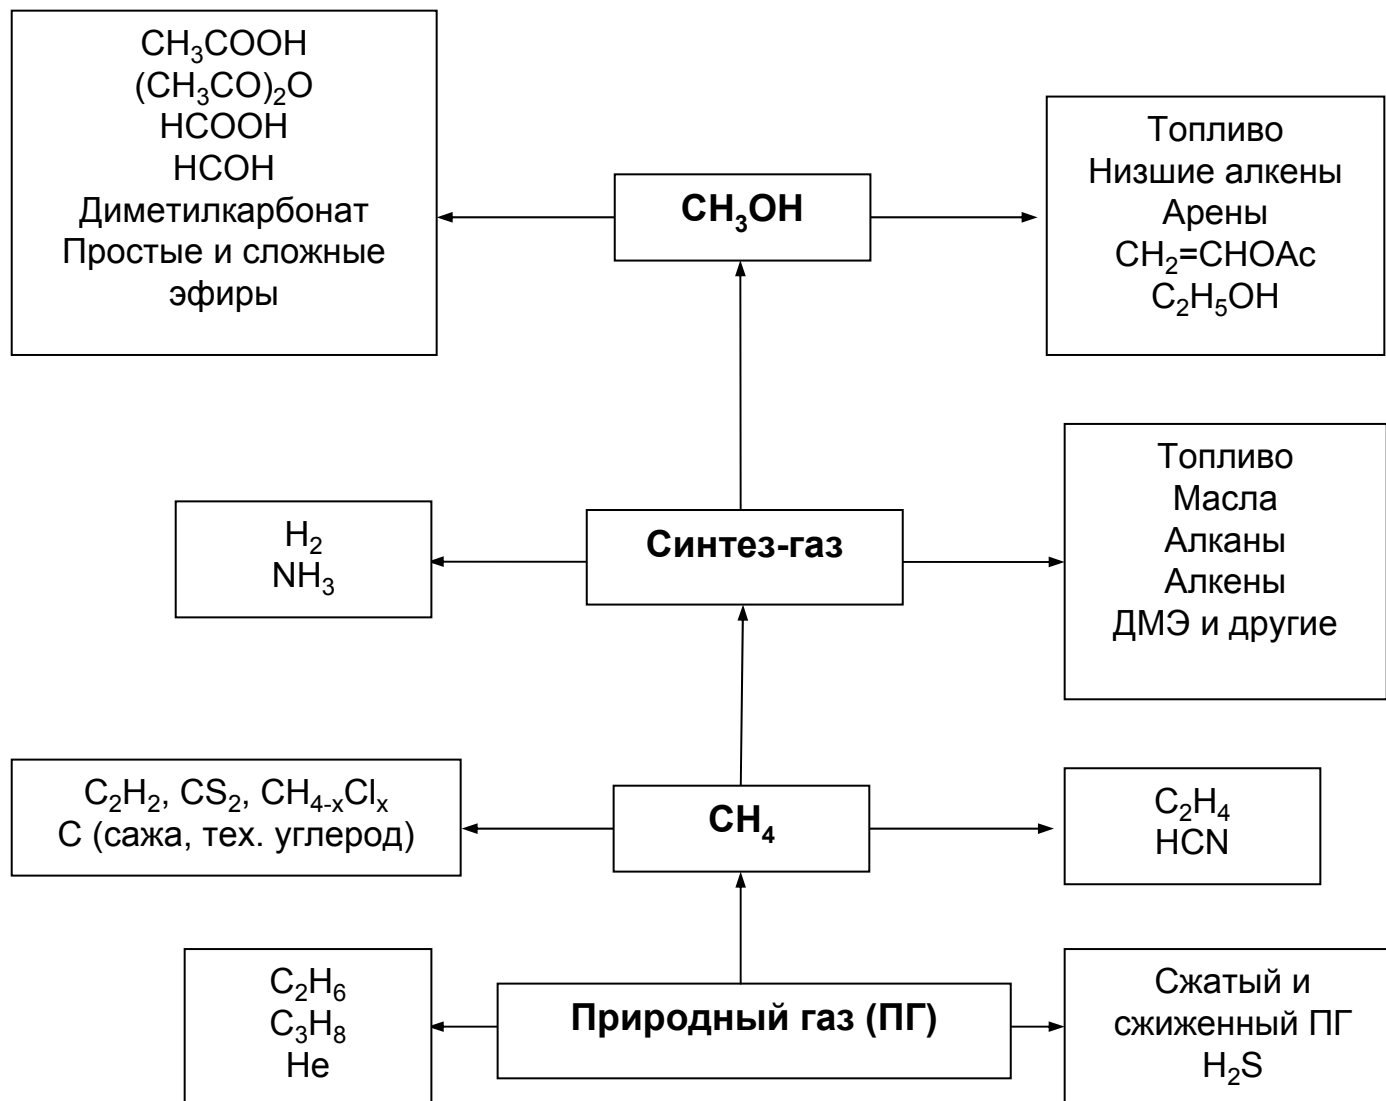 CH₃COOH
(CH₃CO)₂O
HCOOH
HCOH
Диметилкарбонат
Простые и сложные
эфиры
CH₃OH
Топливо
Низшие алкены
Арены
CH₂=CHOAc
C₂H₅OH
H₂
NH₃
Синтез-газ
Топливо
Масла
Алканы
Алкены
ДМЭ и другие
C₂H₂, CS₂, CH₄₋ₓClₓ
С (сажа, тех. углерод)
CH₄
C₂H₄
HCN
C₂H₆
C₃H₈
He
Природный газ (ПГ)
Сжатый и
сжиженный ПГ
H₂S